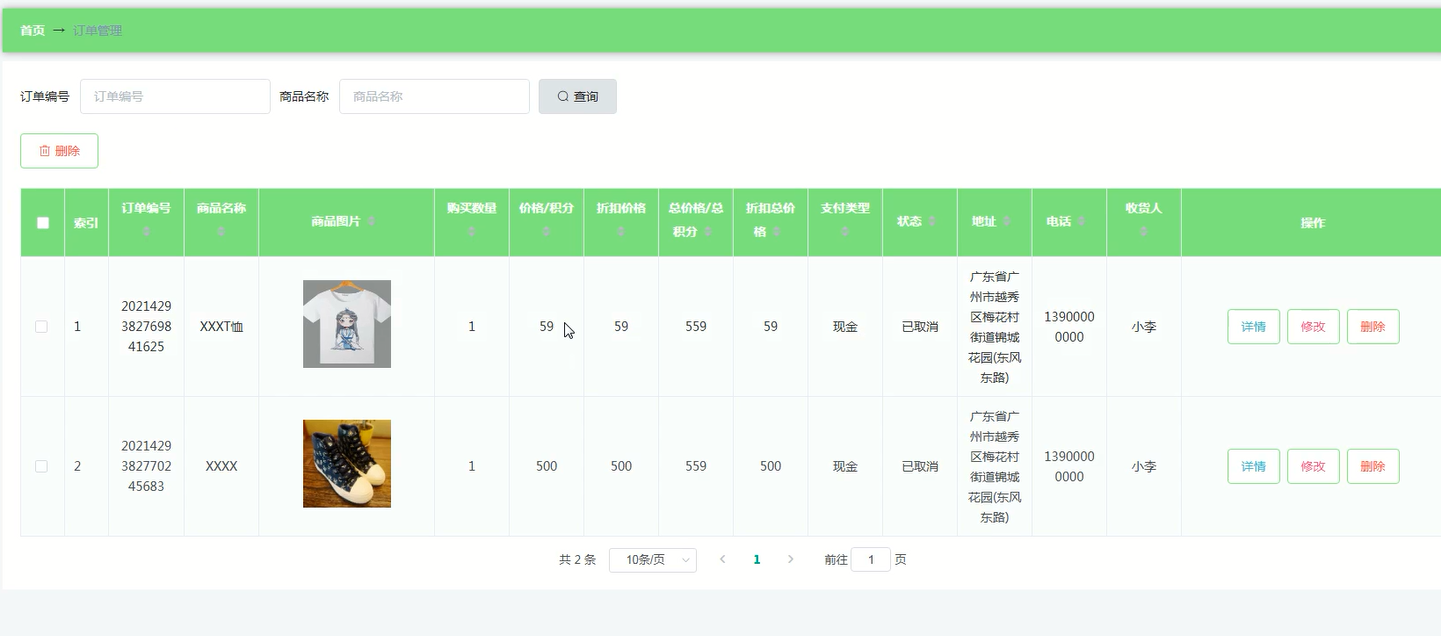 首页 → 订单管理
订单编号 订单编号 商品名称 商品名称 查询
删除
索引 订单编号 商品名称 商品图片 购买数量 价格/积分 折扣价格 总价格/总积分 折扣总价格 支付类型 状态 地址 电话 收货人 操作
1 2021429382769841625 XXXT恤 1 59 59 559 59 现金 已取消 广东省广州市越秀区梅花村街道锦城花园(东风东路) 13900000000 小李 详情 修改 删除
2 2021429382770245683 XXXX 1 500 500 559 500 现金 已取消 广东省广州市越秀区梅花村街道锦城花园(东风东路) 13900000000 小李 详情 修改 删除
共 2 条 10条/页 1 前往 1 页